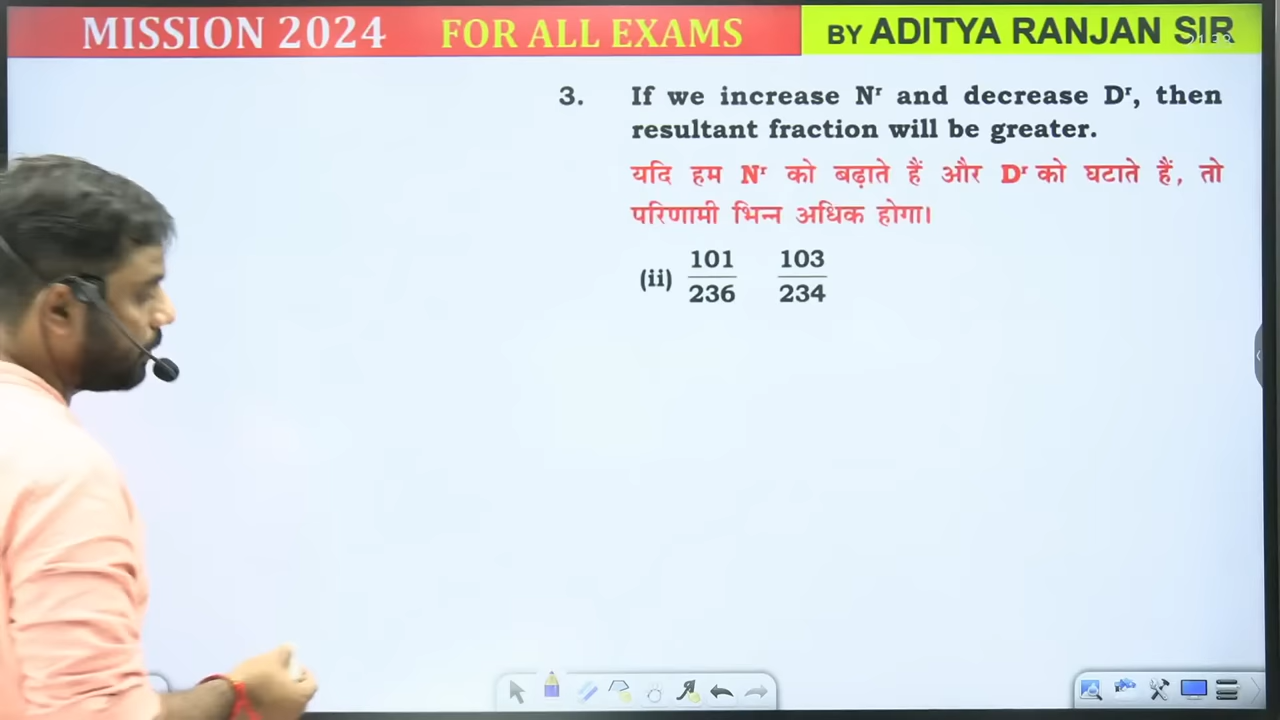 MISSION 2024 FOR ALL EXAMS BY ADITYA RANJAN SIR
3. If we increase Nʳ and decrease Dʳ, then
resultant fraction will be greater.
यदि हम Nʳ को बढ़ाते हैं और Dʳ को घटाते हैं, तो
परिणामी भिन्न अधिक होगा।
(ii) 101/236 103/234